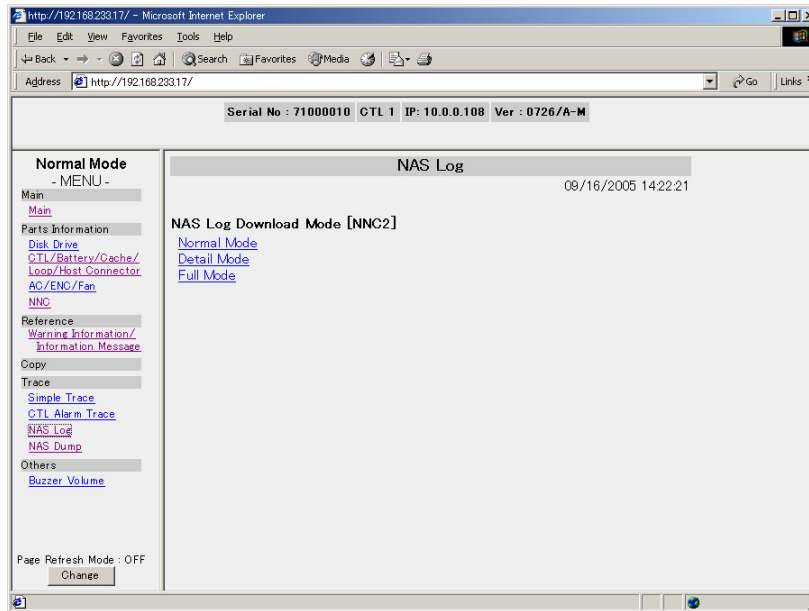 http://192.168.233.17/ - Microsoft Internet Explorer
File Edit View Favorites Tools Help
Back Search Favorites Media
Address http://192.168.233.17/ Go Links
Serial No : 71000010 CTL 1 IP: 10.0.0.108 Ver : 0726/A-M
Normal Mode
- MENU -
Main
Main
Parts Information
Disk Drive
CTL/Battery/Cache/
Loop/Host Connector
AC/ENC/Fan
NNC
Reference
Warning Information/
Information Message
Copy
Trace
Simple Trace
CTL Alarm Trace
NAS Log
NAS Dump
Others
Buzzer Volume
Page Refresh Mode : OFF
Change
NAS Log
09/16/2005 14:22:21
NAS Log Download Mode [NNC2]
Normal Mode
Detail Mode
Full Mode